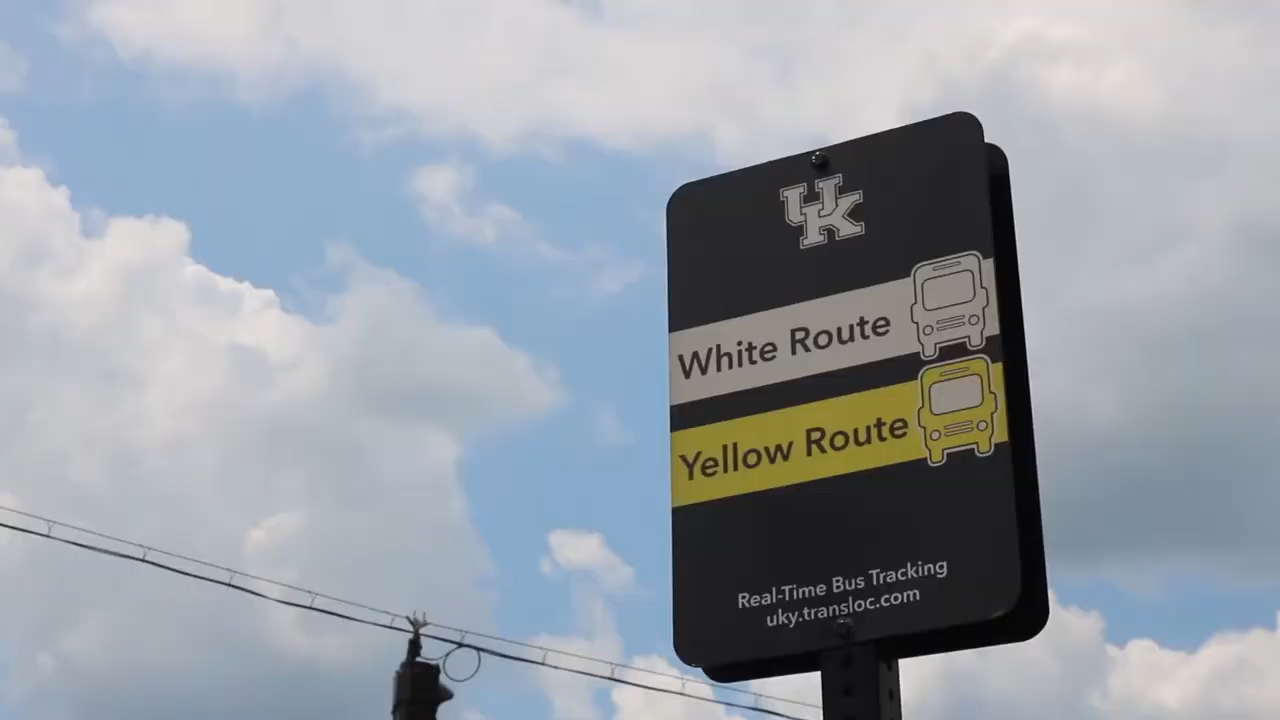 UK
White Route
Yellow Route
Real-Time Bus Tracking
uky.transloc.com